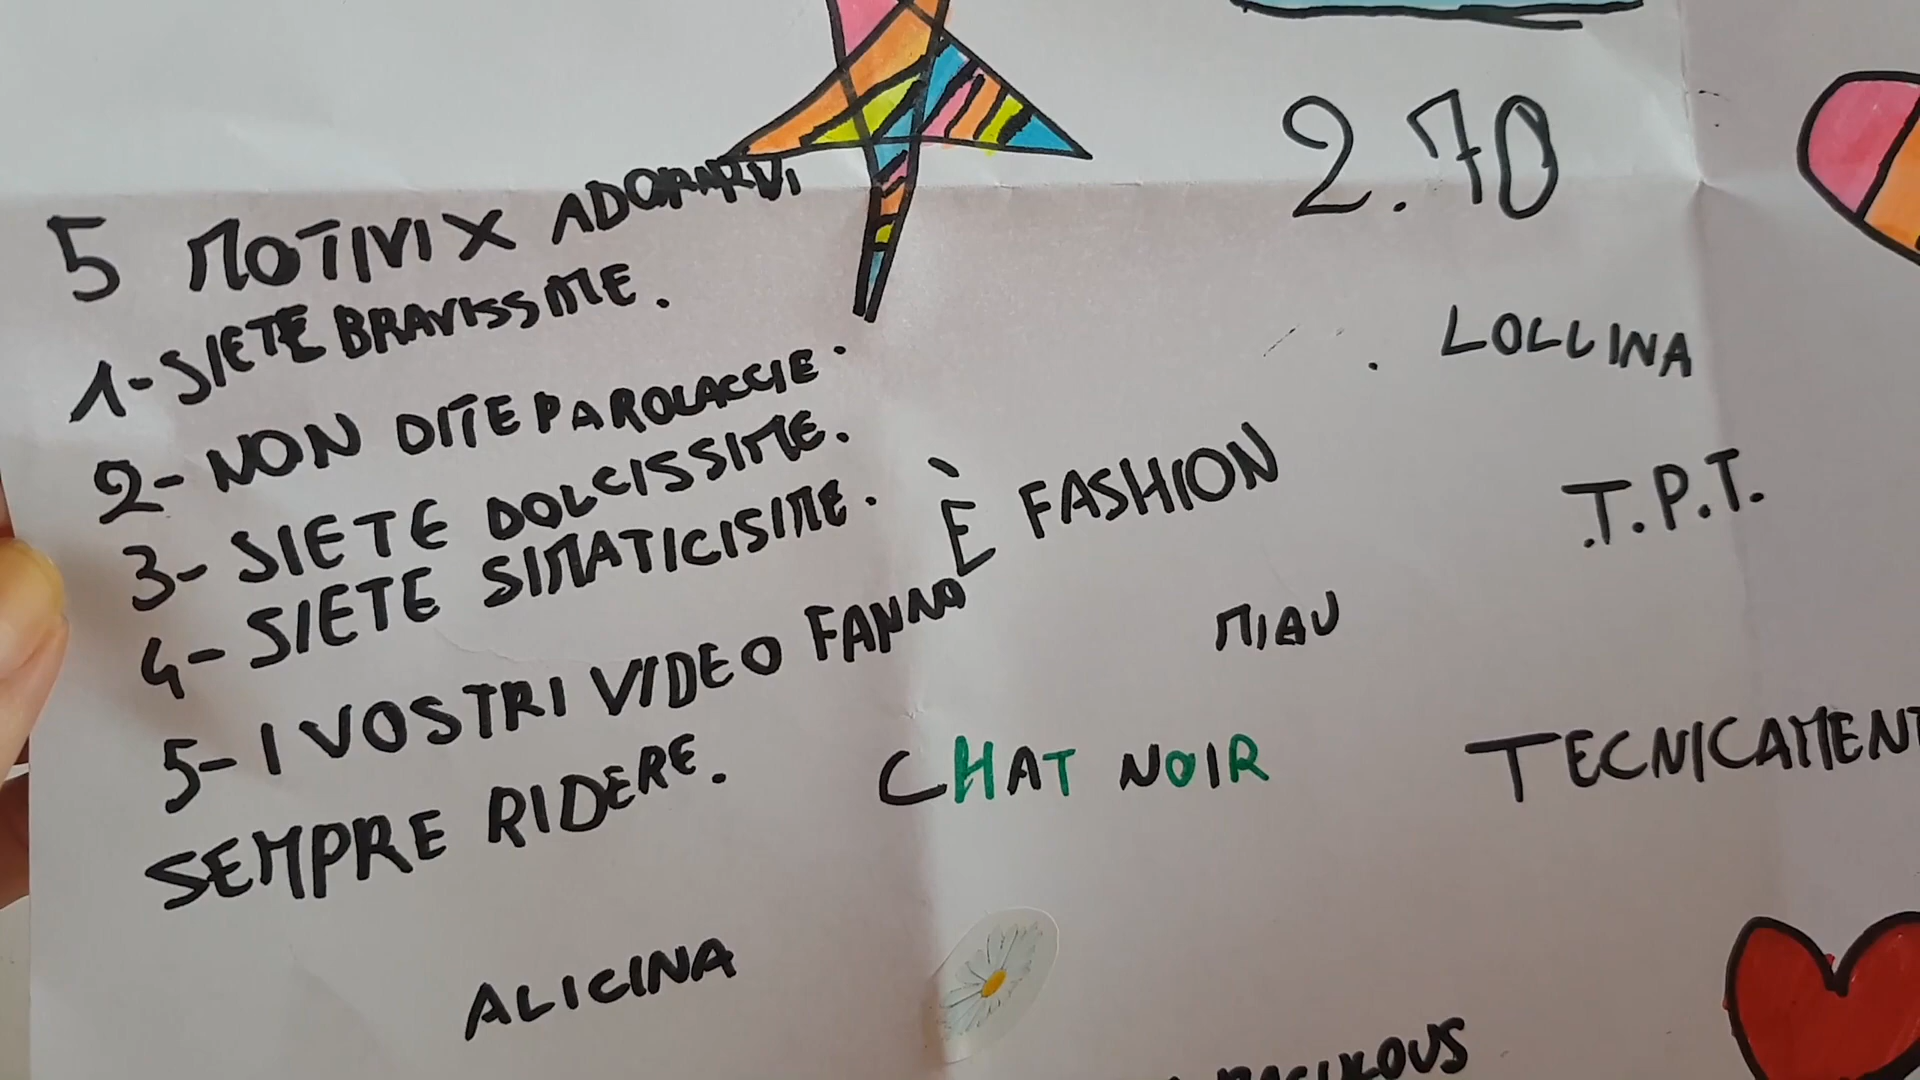 2.70
5 MOTIVI X ADORARVI
1-SIETE BRAVISSIME.
2-NON DITE PAROLACCIE.
3-SIETE DOLCISSIME.
4-SIETE SIMATICISIME.
5-I VOSTRI VIDEO FANNO
SEMPRE RIDERE.
LOLLINA
È FASHION
T.P.T.
MIAU
CHAT NOIR
TECNICAMENT
ALICINA